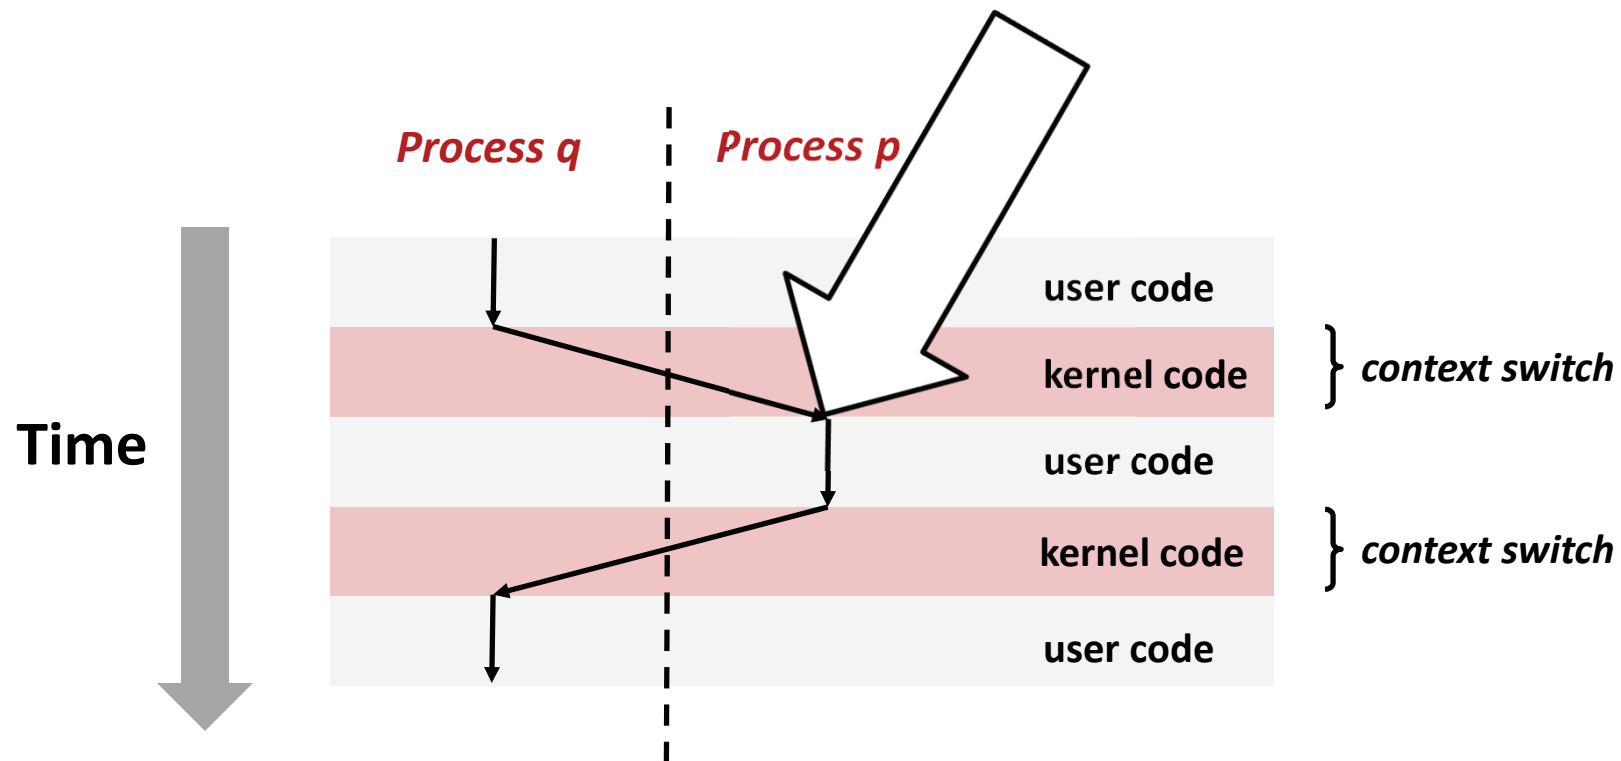 Process q
Process p
user code
kernel code
context switch
Time
user code
kernel code
context switch
user code